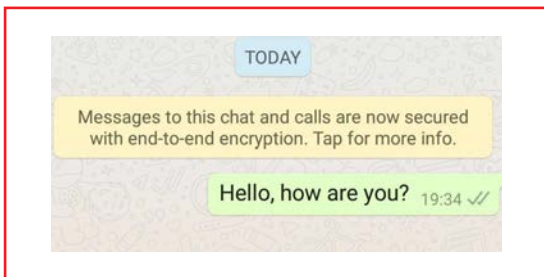 TODAY
Messages to this chat and calls are now secured
with end-to-end encryption. Tap for more info.
Hello, how are you? 19:34